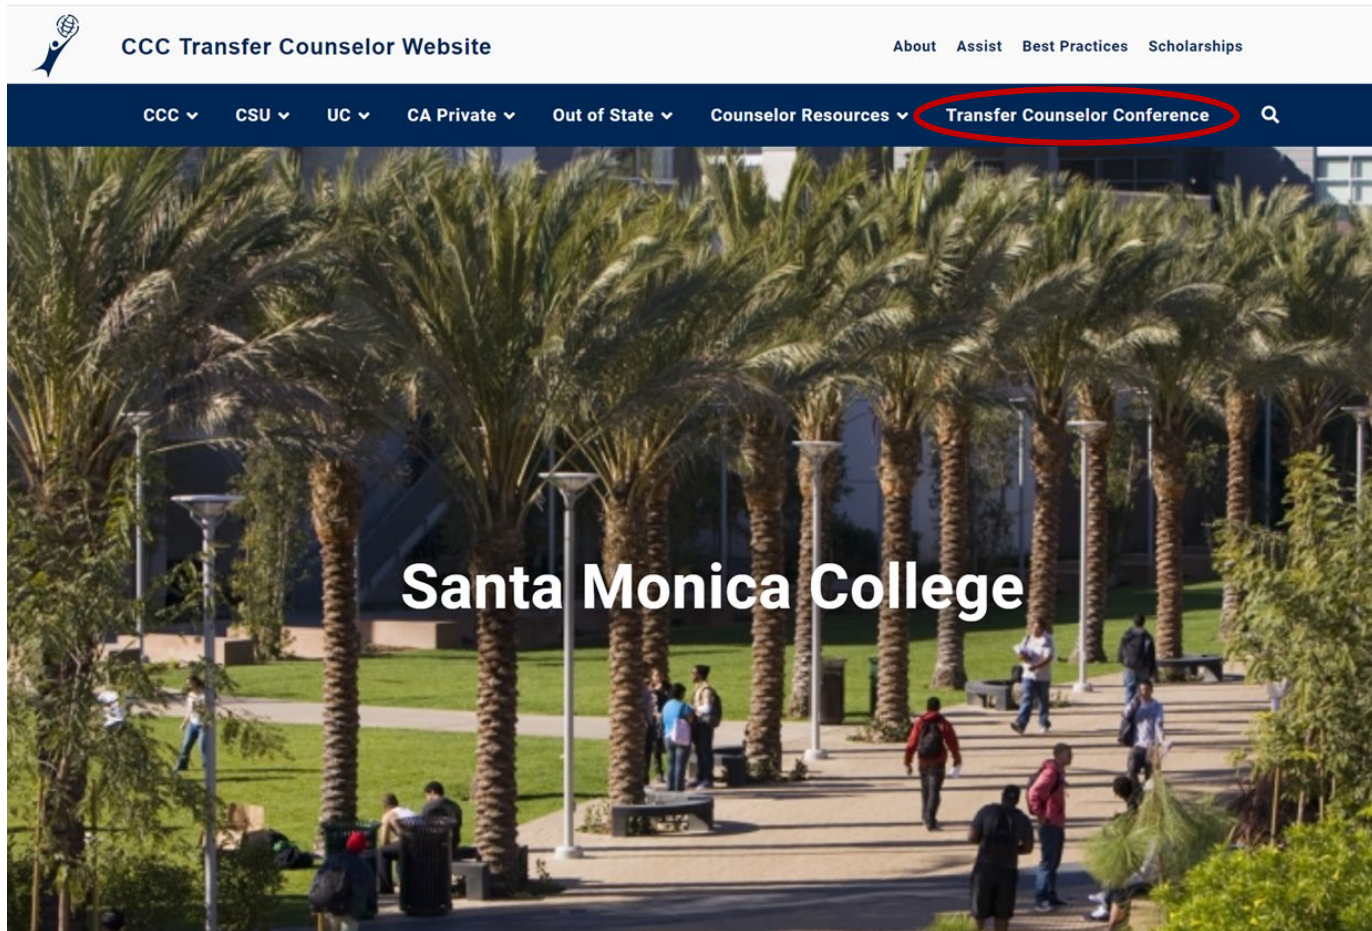 CCC Transfer Counselor Website
About Assist Best Practices Scholarships
CCC CSU UC CA Private Out of State Counselor Resources Transfer Counselor Conference
Santa Monica College